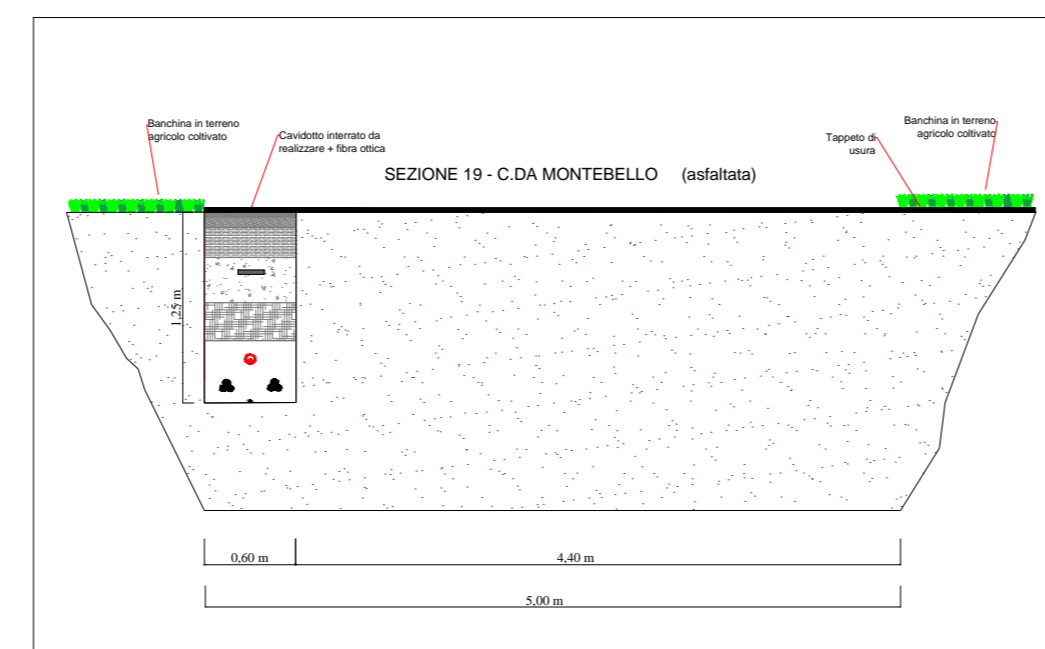 Banchina in terreno
agricolo coltivato
Cavidotto interrato da
realizzare + fibra ottica
SEZIONE 19 - C.DA MONTEBELLO (asfaltata)
Tappeto di
usura
Banchina in terreno
agricolo coltivato
1,25 m
0,60 m
4,40 m
5,00 m